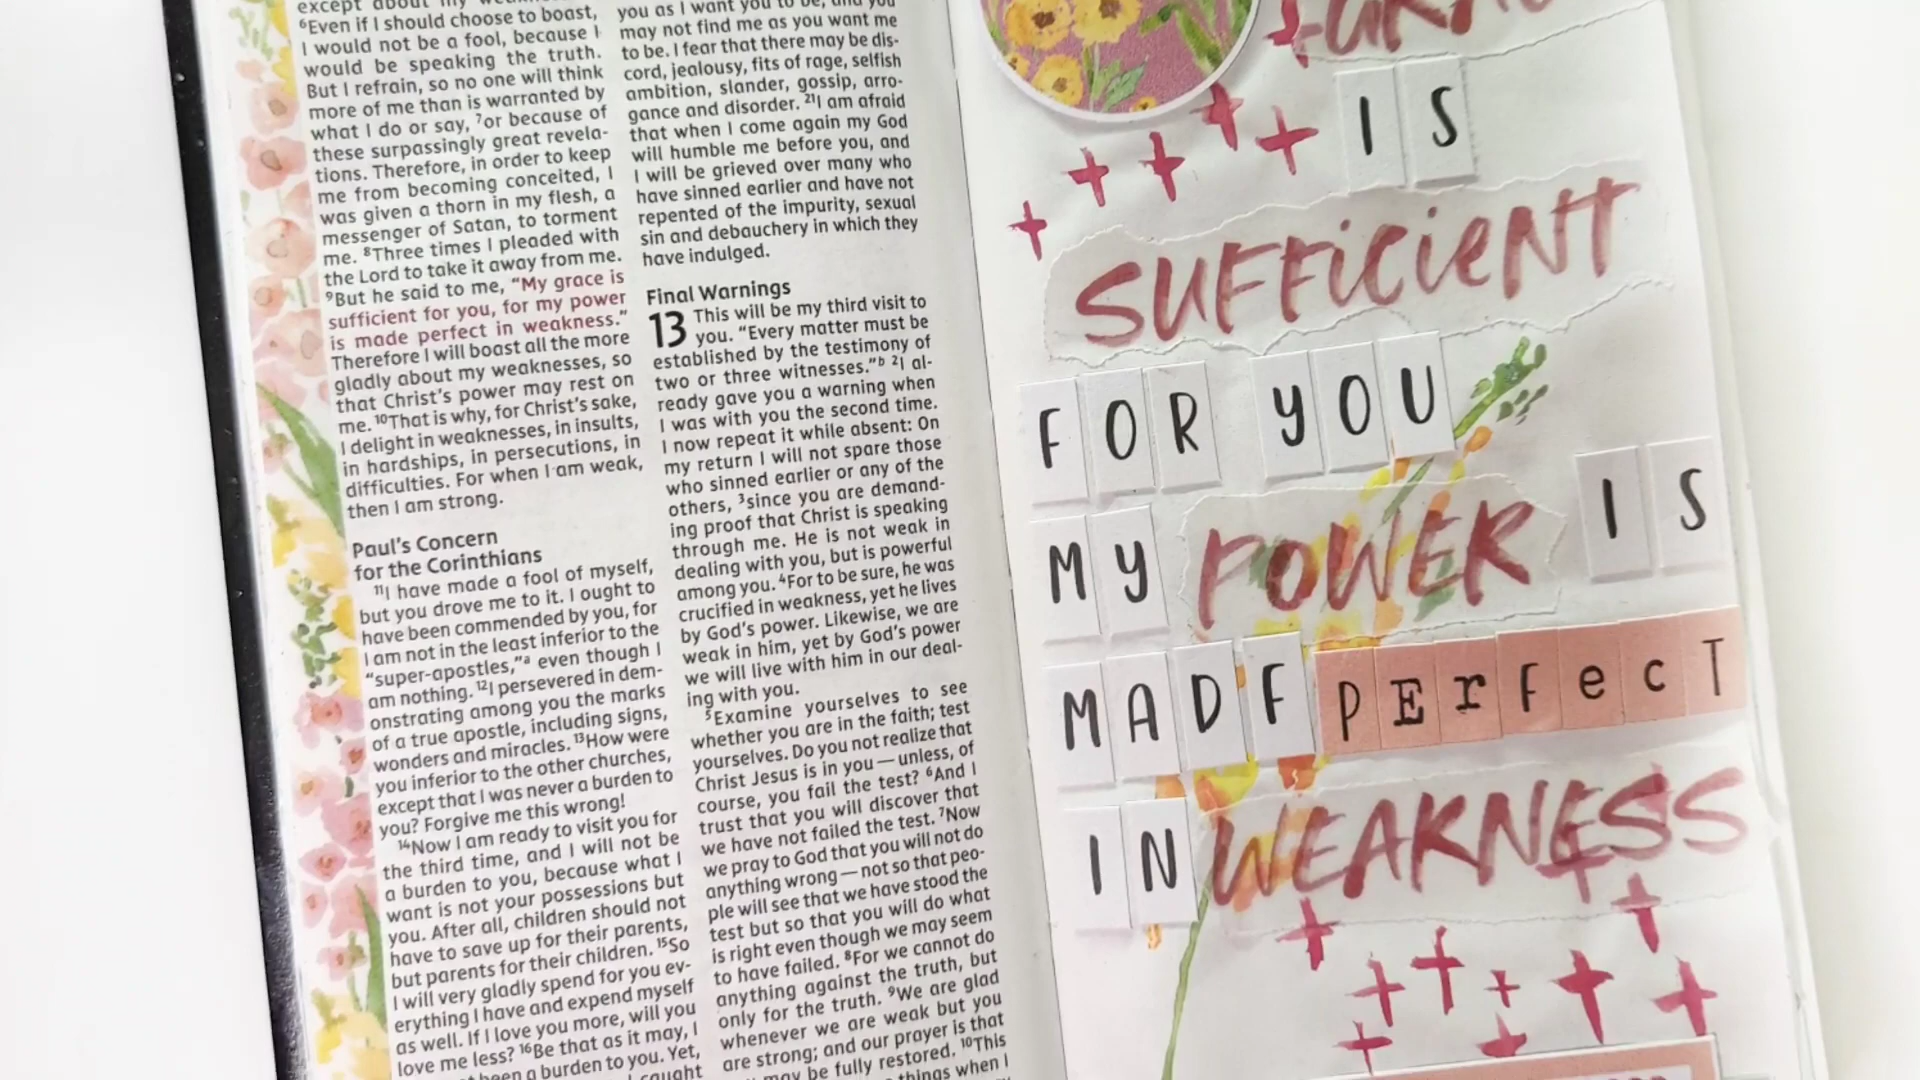 except about my
⁶Even if I should choose to boast,
I would not be a fool, because I
would be speaking the truth.
But I refrain, so no one will think
more of me than is warranted by
what I do or say, ⁷or because of
these surpassingly great revela-
tions. Therefore, in order to keep
me from becoming conceited, I
was given a thorn in my flesh, a
messenger of Satan, to torment
me. ⁸Three times I pleaded with
the Lord to take it away from me.
⁹But he said to me, “My grace is
sufficient for you, for my power
is made perfect in weakness.”
Therefore I will boast all the more
gladly about my weaknesses, so
that Christ’s power may rest on
me. ¹⁰That is why, for Christ’s sake,
I delight in weaknesses, in insults,
in hardships, in persecutions, in
difficulties. For when I am weak,
then I am strong.
Paul’s Concern
for the Corinthians
¹¹I have made a fool of myself,
but you drove me to it. I ought to
have been commended by you, for
I am not in the least inferior to the
“super-apostles,”ᵃ even though I
am nothing. ¹²I persevered in dem-
onstrating among you the marks
of a true apostle, including signs,
wonders and miracles. ¹³How were
you inferior to the other churches,
except that I was never a burden to
you? Forgive me this wrong!
¹⁴Now I am ready to visit you for
the third time, and I will not be
a burden to you, because what I
want is not your possessions but
you. After all, children should not
have to save up for their parents,
but parents for their children. ¹⁵So
I will very gladly spend for you ev-
erything I have and expend myself
as well. If I love you more, will you
love me less? ¹⁶Be that as it may, I
been a burden to you. Yet,
caught
you as I want you to be, and you
may not find me as you want me
to be. I fear that there may be dis-
cord, jealousy, fits of rage, selfish
ambition, slander, gossip, arro-
gance and disorder. ²¹I am afraid
that when I come again my God
will humble me before you, and
I will be grieved over many who
have sinned earlier and have not
repented of the impurity, sexual
sin and debauchery in which they
have indulged.
Final Warnings
13 This will be my third visit to
you. “Every matter must be
established by the testimony of
two or three witnesses.”ᵇ ²I al-
ready gave you a warning when
I was with you the second time.
I now repeat it while absent: On
my return I will not spare those
who sinned earlier or any of the
others, ³since you are demand-
ing proof that Christ is speaking
through me. He is not weak in
dealing with you, but is powerful
among you. ⁴For to be sure, he was
crucified in weakness, yet he lives
by God’s power. Likewise, we are
weak in him, yet by God’s power
we will live with him in our deal-
ing with you.
⁵Examine yourselves to see
whether you are in the faith; test
yourselves. Do you not realize that
Christ Jesus is in you — unless, of
course, you fail the test? ⁶And I
trust that you will discover that
we have not failed the test. ⁷Now
we pray to God that you will not do
anything wrong — not so that peo-
ple will see that we have stood the
test but so that you will do what
is right even though we may seem
to have failed. ⁸For we cannot do
anything against the truth, but
only for the truth. ⁹We are glad
whenever we are weak but you
are strong; and our prayer is that
may be fully restored. ¹⁰This
things when I
IS
SUFFiCieNT
FOR YOU
MY POWER IS
MADF PERFecT
IN WEAKNESS